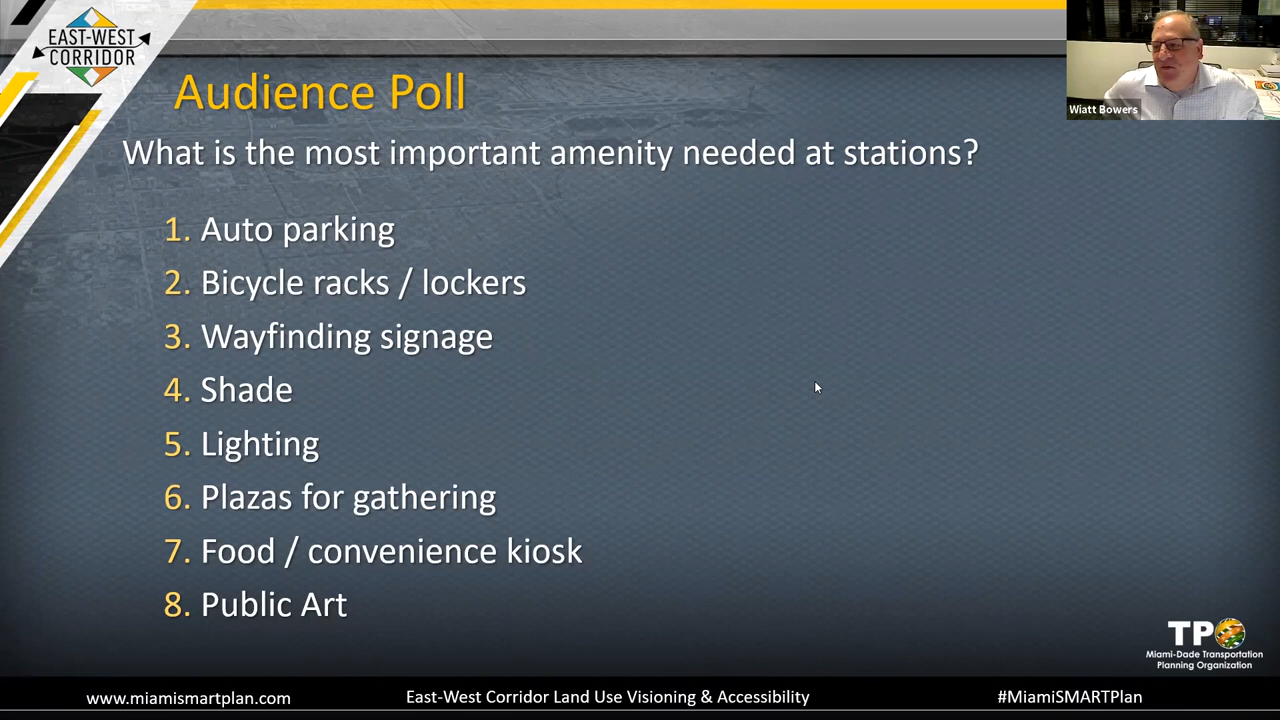 EAST-WEST
CORRIDOR
Audience Poll
Wiatt Bowers
What is the most important amenity needed at stations?
1. Auto parking
2. Bicycle racks / lockers
3. Wayfinding signage
4. Shade
5. Lighting
6. Plazas for gathering
7. Food / convenience kiosk
8. Public Art
TPO
Miami-Dade Transportation
Planning Organization
www.miamismartplan.com
East-West Corridor Land Use Visioning & Accessibility
#MiamiSMARTPlan